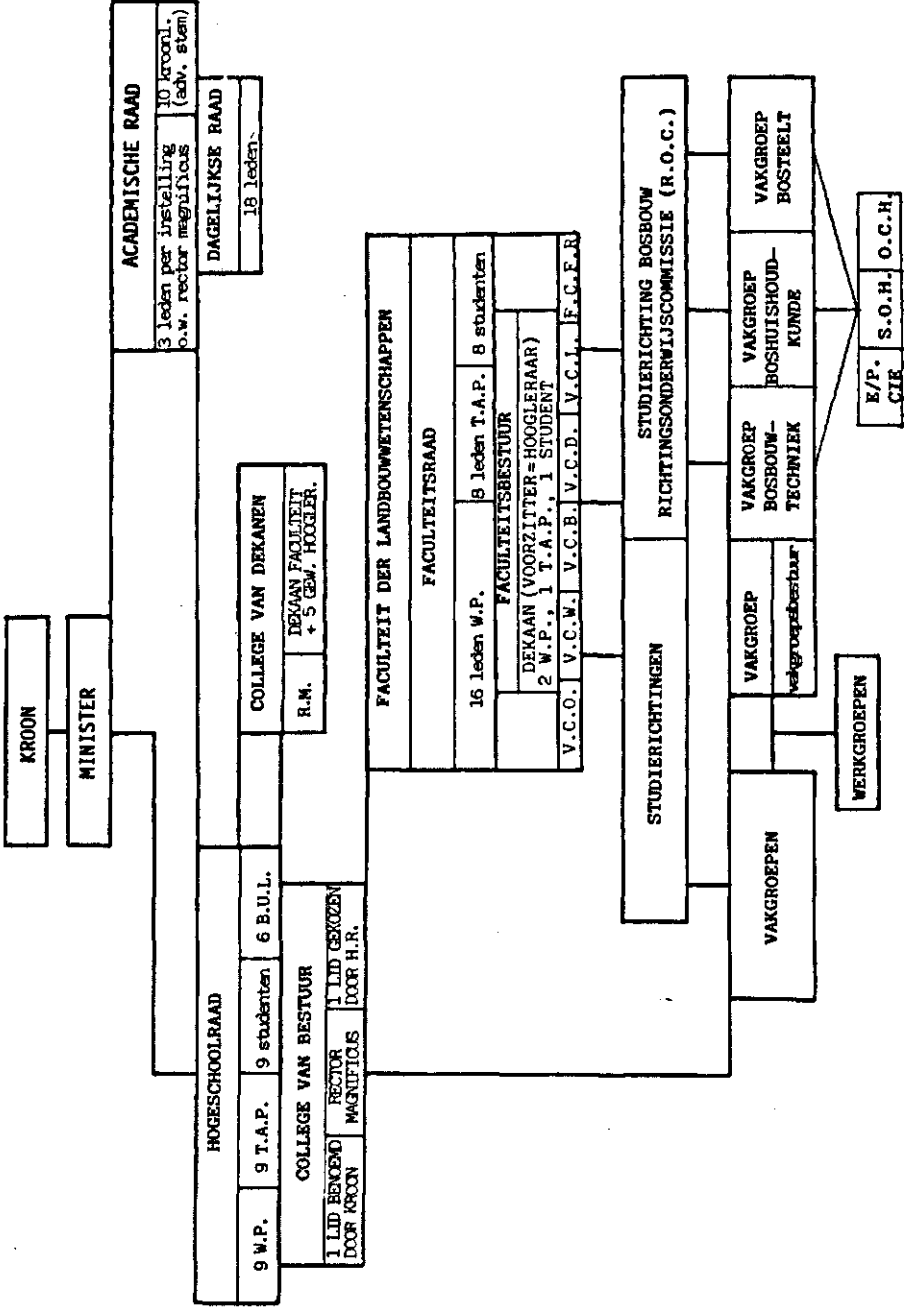 KROON
MINISTER
ACADEMISCHE RAAD
3 leden per instelling
o.w. rector magnificus
10 kroonl.
(adv. stem)
DAGELIJKSE RAAD
18 leden
HOGESCHOOLRAAD
9 W.P.
9 T.A.P.
9 studenten
6 B.U.L.
COLLEGE VAN BESTUUR
1 LID BENOEMD
DOOR KROON
RECTOR
MAGNIFICUS
1 LID GEKOZEN
DOOR H.R.
COLLEGE VAN DEKANEN
R.M.
DEKAAN FACULTEIT
+ 5 GEW. HOOGLER.
FACULTEIT DER LANDBOUWWETENSCHAPPEN
FACULTEITSRAAD
16 leden W.P.
8 leden T.A.P.
8 studenten
FACULTEITSBESTUUR
DEKAAN (VOORZITTER=HOOGLERAAR)
2 W.P., 1 T.A.P., 1 STUDENT
V.C.O.
V.C.W.
V.C.B.
V.C.D.
V.C.L.
F.C.E.R
STUDIERICHTINGEN
STUDIERICHTING BOSBOUW
RICHTINGSONDERWIJSCOMMISSIE (R.O.C.)
VAKGROEPEN
VAKGROEP
vakgroepsbestuur
VAKGROEP
BOSBOUW-
TECHNIEK
VAKGROEP
BOSHUISHOUD-
KUNDE
VAKGROEP
BOSTEELT
WERKGROEPEN
E/P.
CIE
S.O.H.
O.C.H.